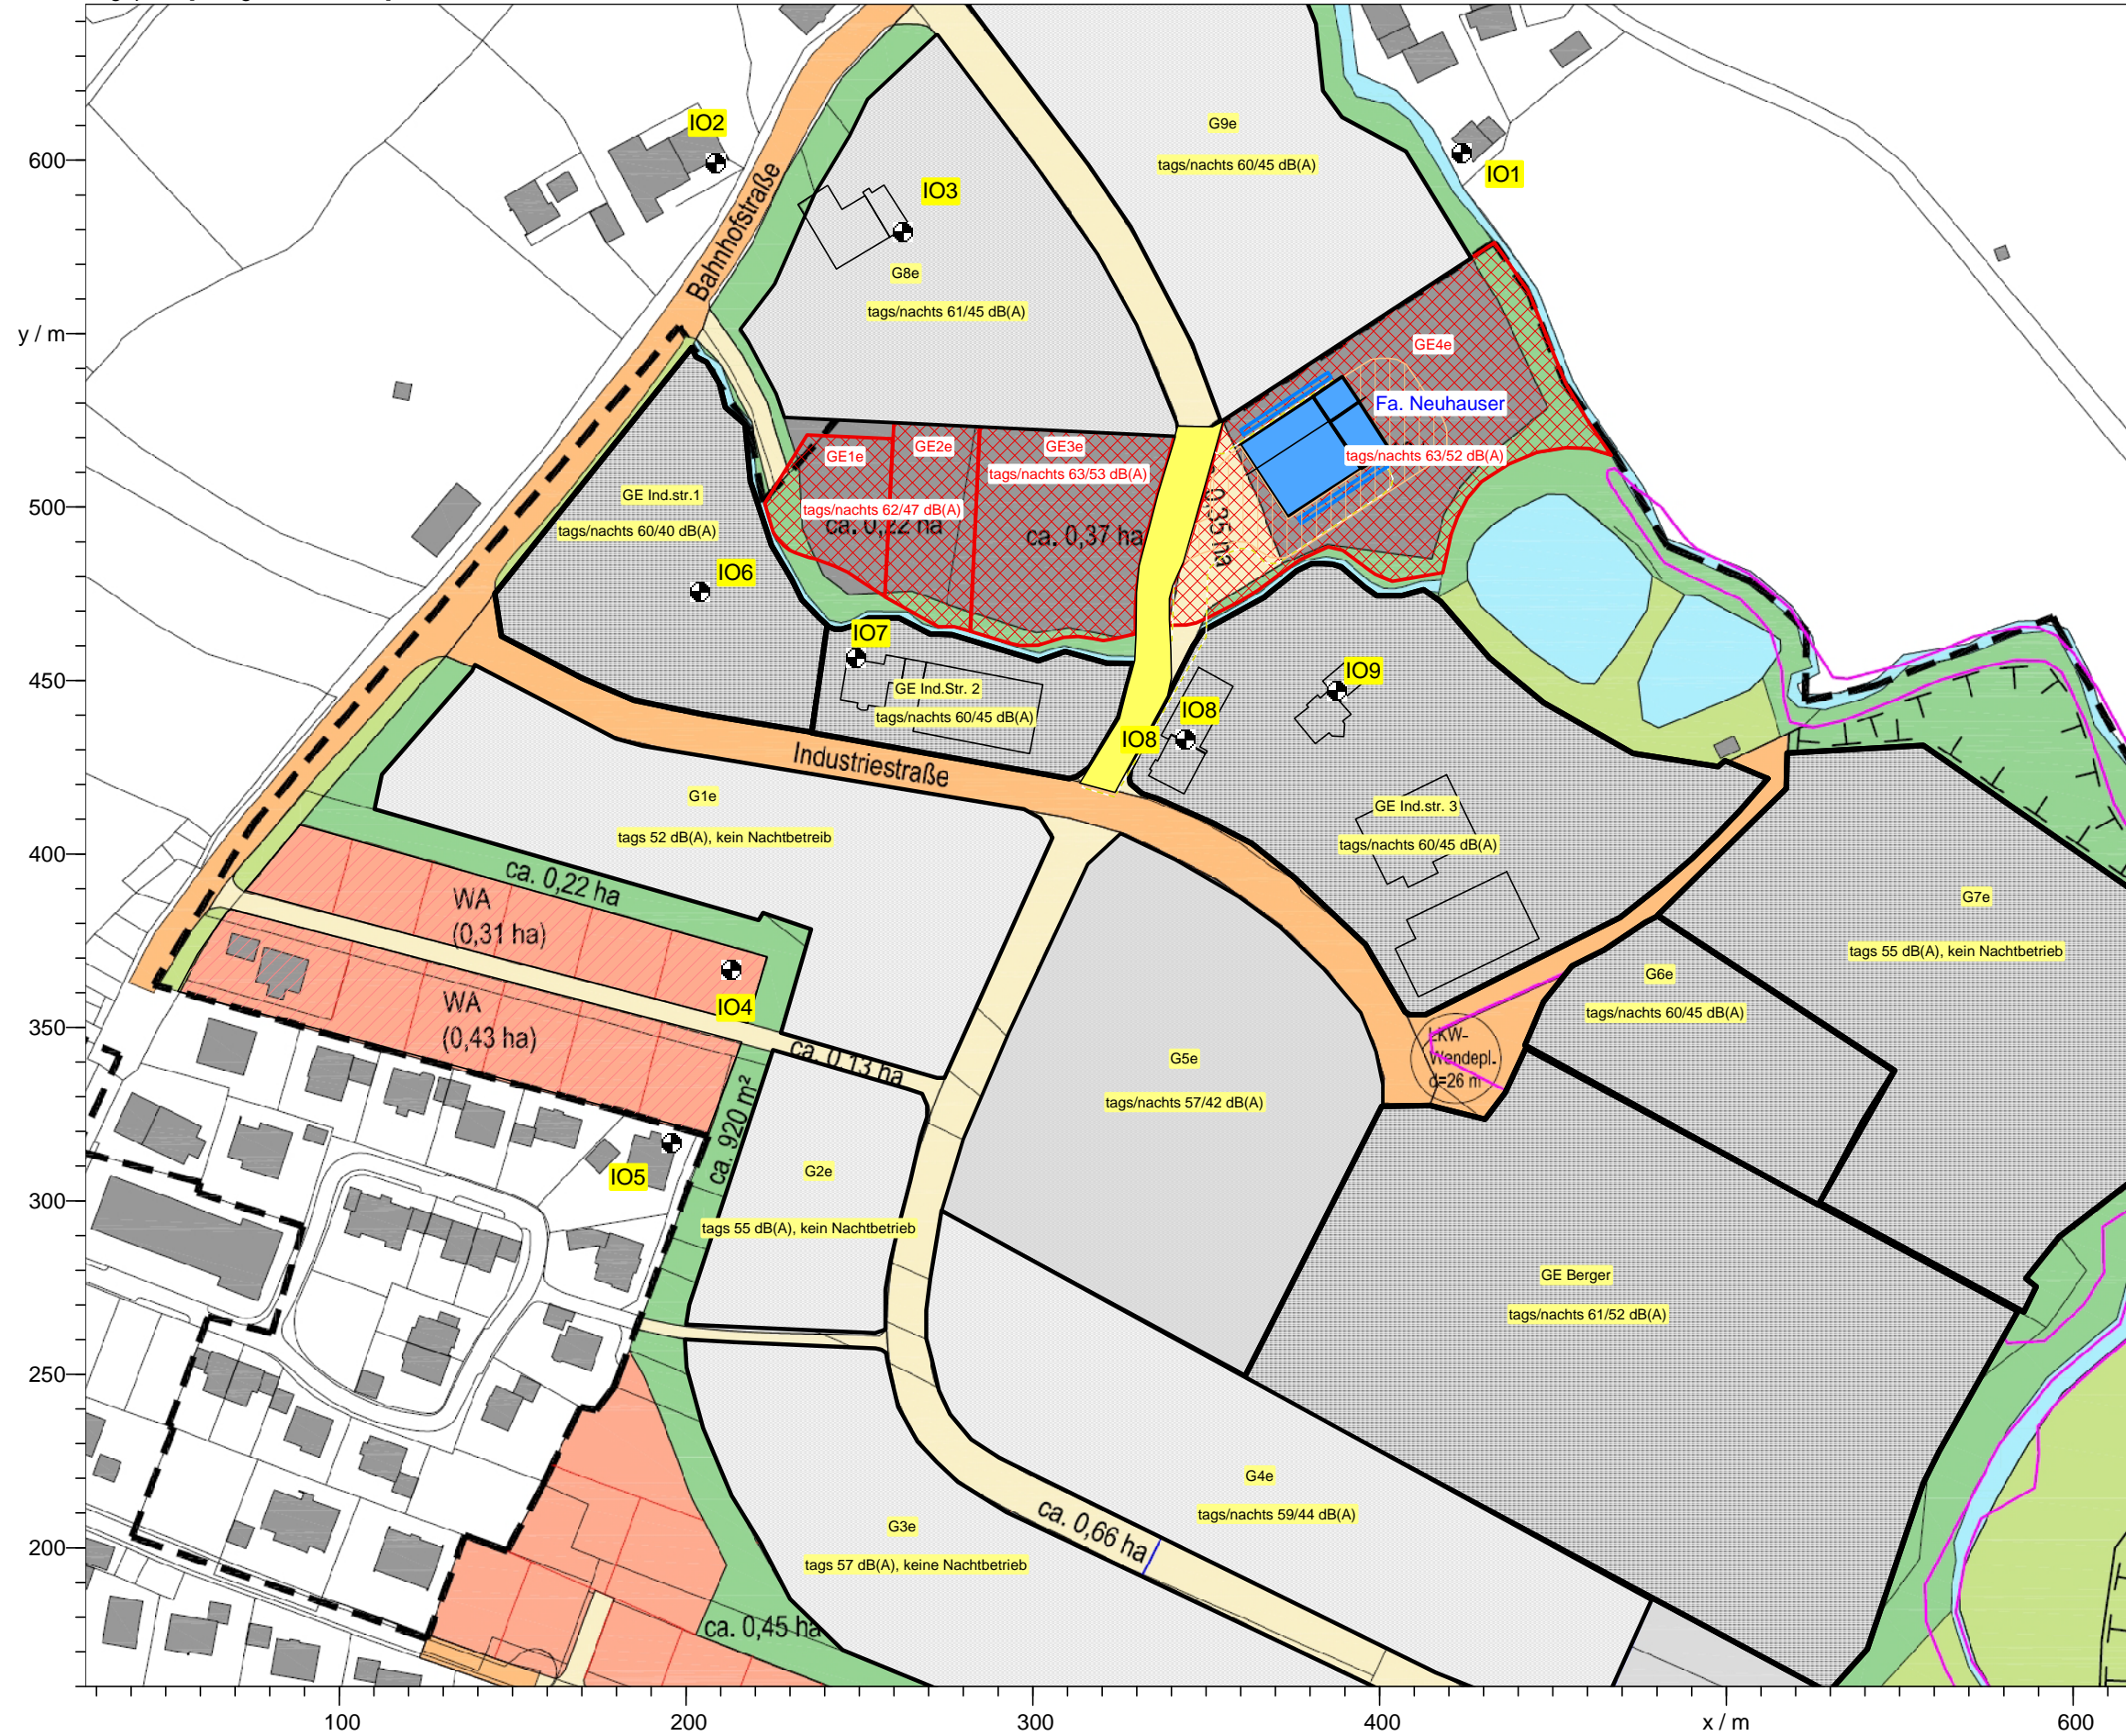 IO2
IO3
IO1
G9e
tags/nachts 60/45 dB(A)
600
Bahnhofstraße
G8e
tags/nachts 61/45 dB(A)
y / m
GE4e
Fa. Neuhauser
tags/nachts 63/52 dB(A)
GE1e
GE2e
GE3e
tags/nachts 63/53 dB(A)
tags/nachts 62/47 dB(A)
ca. 0,22 ha
ca. 0,37 ha
0,35 ha
500
GE Ind.str.1
tags/nachts 60/40 dB(A)
IO6
IO7
GE Ind.Str. 2
tags/nachts 60/45 dB(A)
IO8
IO8
IO9
450
Industriestraße
G1e
tags 52 dB(A), kein Nachtbetreib
GE Ind.str. 3
tags/nachts 60/45 dB(A)
400
ca. 0,22 ha
WA
(0,31 ha)
WA
(0,43 ha)
IO4
G7e
tags 55 dB(A), kein Nachtbetrieb
G6e
tags/nachts 60/45 dB(A)
350
LKW-
Wendepl.
d=26 m
ca. 0,13 ha
G5e
tags/nachts 57/42 dB(A)
ca. 920 m²
IO5
300
G2e
tags 55 dB(A), kein Nachtbetrieb
GE Berger
tags/nachts 61/52 dB(A)
250
G4e
tags/nachts 59/44 dB(A)
G3e
tags 57 dB(A), keine Nachtbetrieb
ca. 0,66 ha
200
ca. 0,45 ha
100
200
300
400
x / m
600